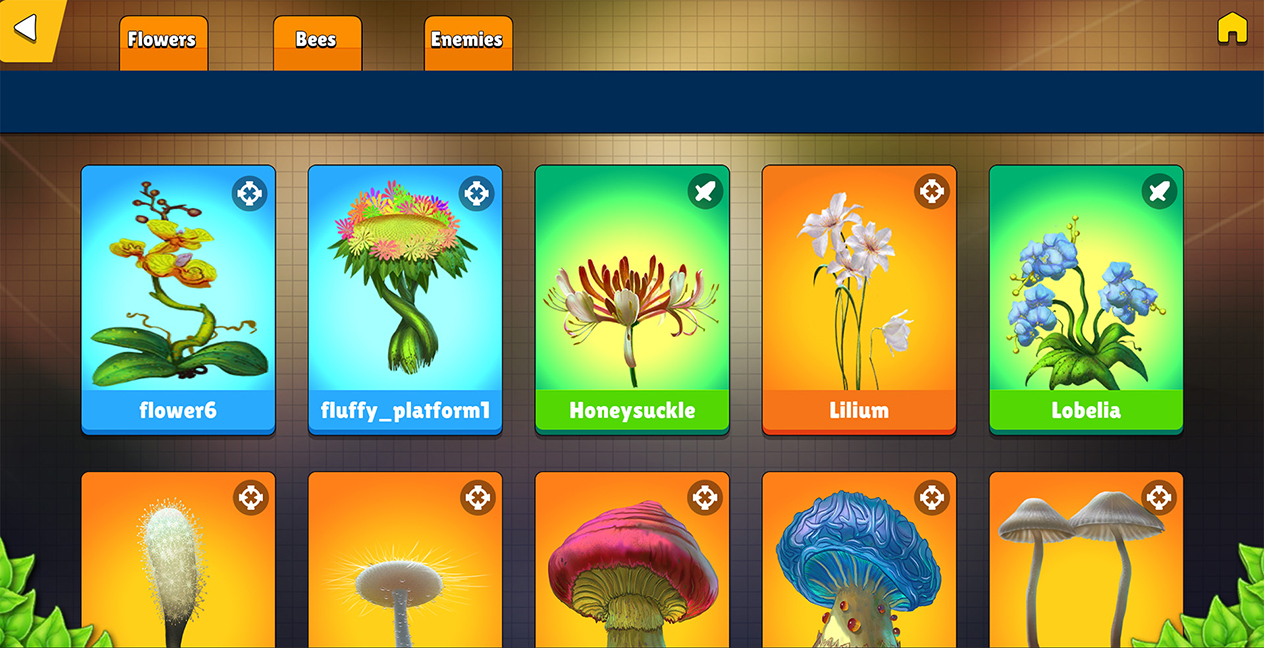 Flowers
Bees
Enemies
flower6
fluffy_platform1
Honeysuckle
Lilium
Lobelia